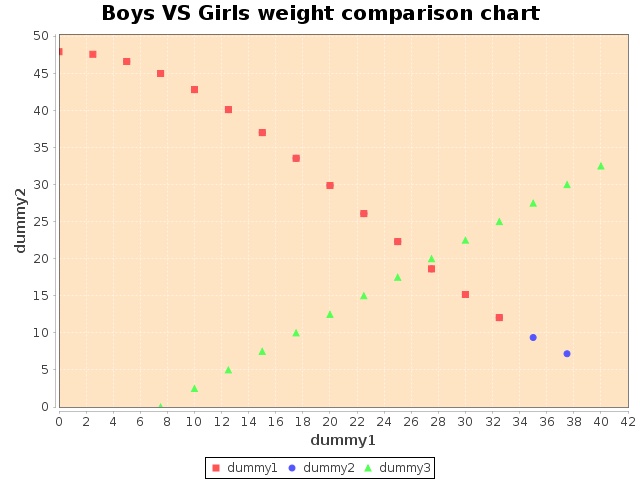 Boys VS Girls weight comparison chart
50
45
40
35
30
25
20
15
10
5
0
dummy2
0 2 4 6 8 10 12 14 16 18 20 22 24 26 28 30 32 34 36 38 40 42
dummy1
dummy1 dummy2 dummy3